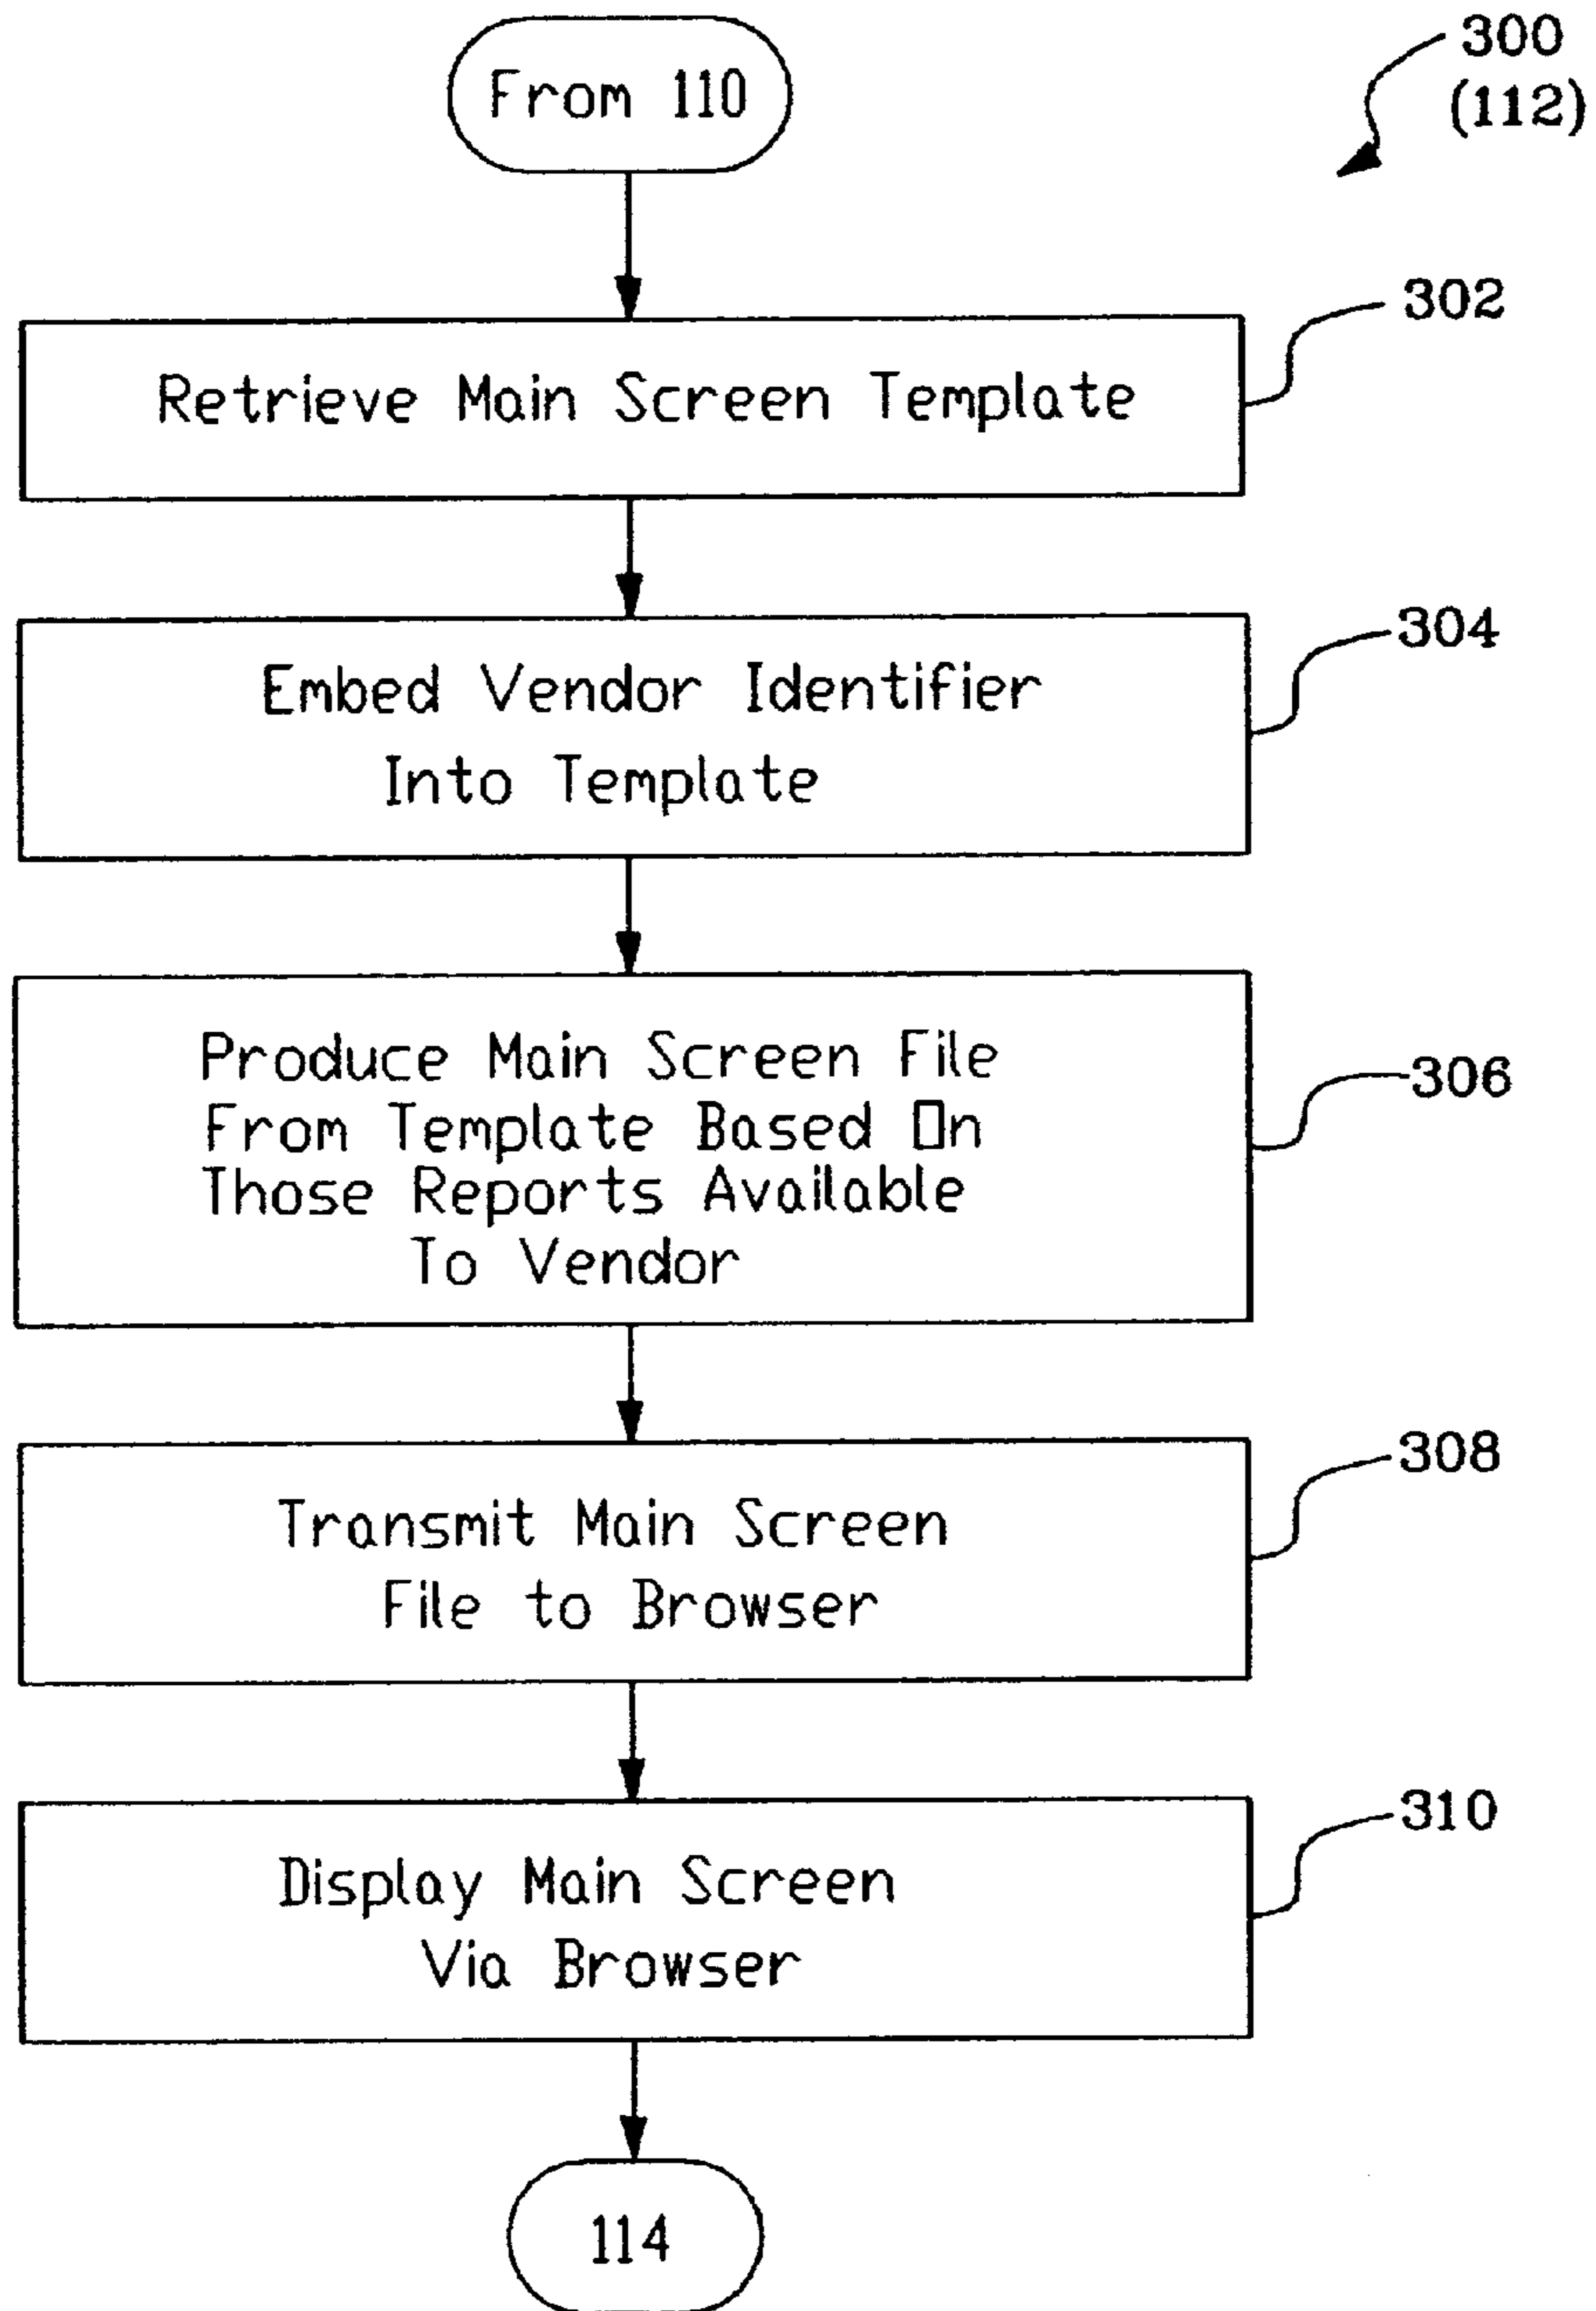 From 110
300
(112)
302
Retrieve Main Screen Template
304
Embed Vendor Identifier
Into Template
306
Produce Main Screen File
From Template Based On
Those Reports Available
To Vendor
308
Transmit Main Screen
File to Browser
310
Display Main Screen
Via Browser
114